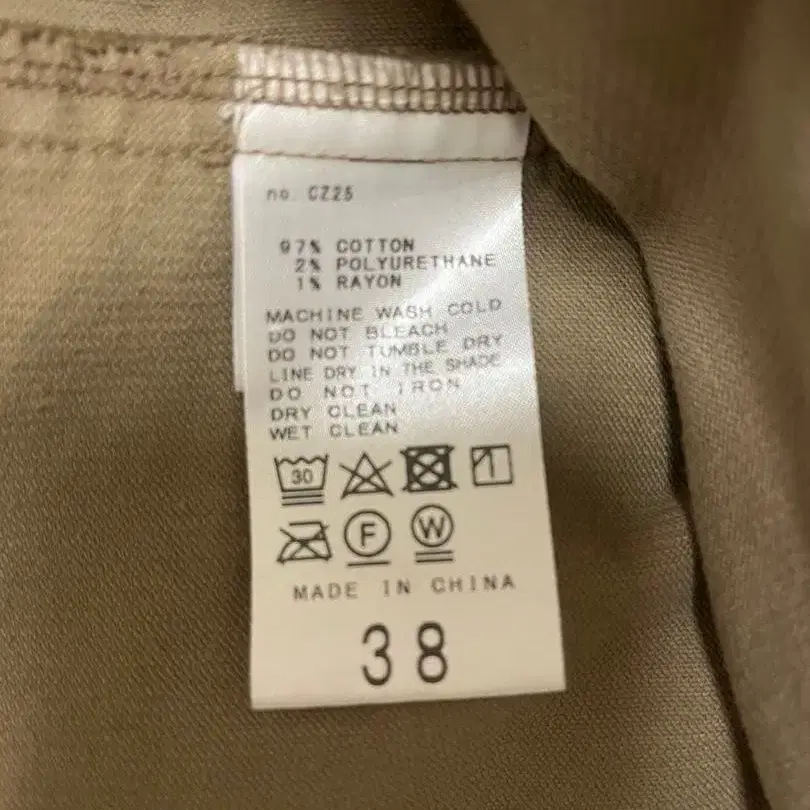 no. CZ25
97% COTTON
2% POLYURETHANE
1% RAYON
MACHINE WASH COLD
DO NOT BLEACH
DO NOT TUMBLE DRY
LINE DRY IN THE SHADE
DO NOT IRON
DRY CLEAN
WET CLEAN
30
F W
MADE IN CHINA
38